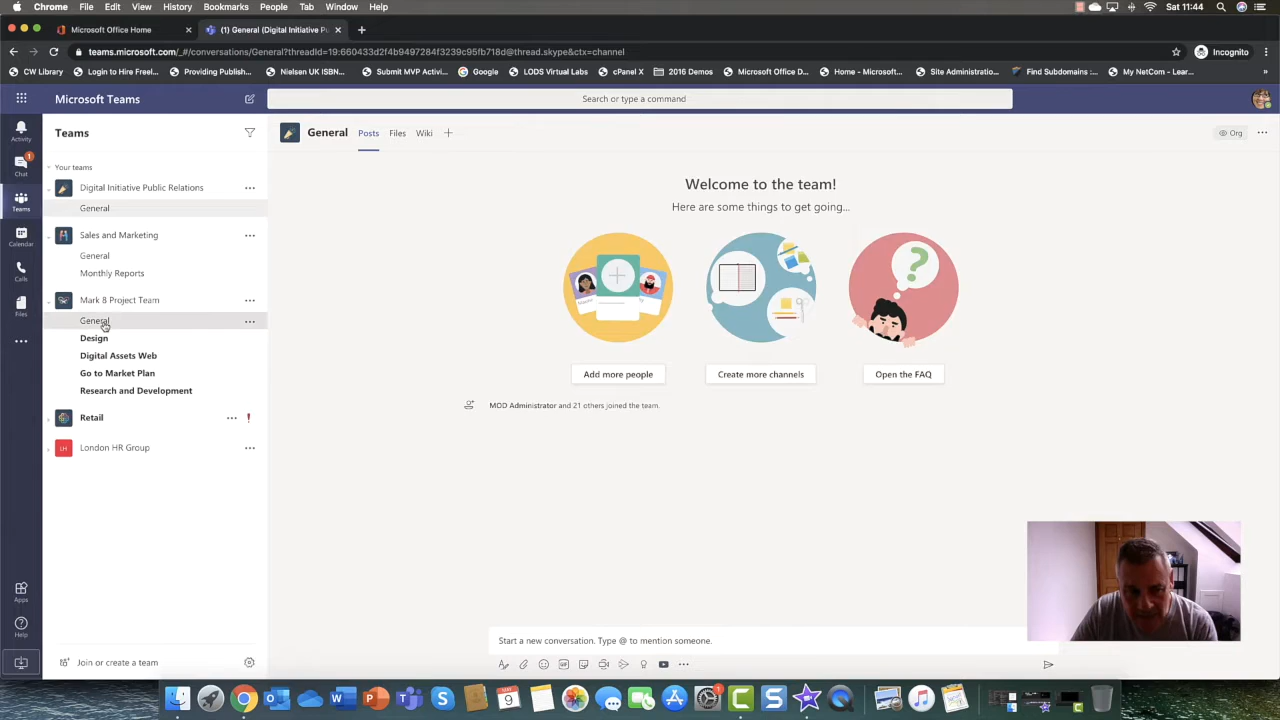 Chrome File Edit View History Bookmarks People Tab Window Help
Sat 11:44
Microsoft Office Home
(1) General (Digital Initiative Pu
teams.microsoft.com/_#/conversations/General?threadId=19:660433d2f4b9497284f3239c95fb718d@thread.skype&ctx=channel
Incognito
CW Library
Login to Hire Freel...
Providing Publish...
Nielsen UK ISBN...
Submit MVP Activi...
Google
LODS Virtual Labs
cPanel X
2016 Demos
Microsoft Office D...
Home - Microsoft...
Site Administratio...
Find Subdomains :...
My NetCom - Lear...
»
Microsoft Teams
Search or type a command
Activity
1
Chat
Teams
Calendar
Calls
Files
Apps
Help
Teams
Your teams
Digital Initiative Public Relations
General
Sales and Marketing
General
Monthly Reports
Mark 8 Project Team
General
Design
Digital Assets Web
Go to Market Plan
Research and Development
Retail
!
LH London HR Group
Join or create a team
General
Posts
Files
Wiki
Org
Welcome to the team!
Here are some things to get going...
?
Add more people
Create more channels
Open the FAQ
MOD Administrator and 21 others joined the team.
Start a new conversation. Type @ to mention someone.
GIF